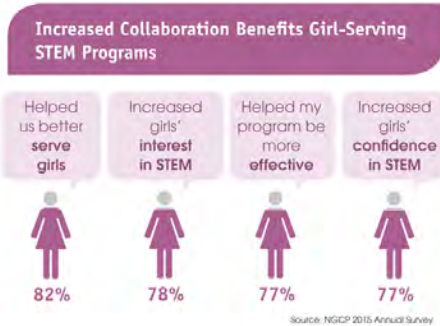 Increased Collaboration Benefits Girl-Serving
STEM Programs
Helped
us better
serve
girls
Increased
girls'
interest
in STEM
Helped my
program be
more
effective
Increased
girls'
confidence
in STEM
82%
78%
77%
77%
Source: NGCP 2015 Annual Survey